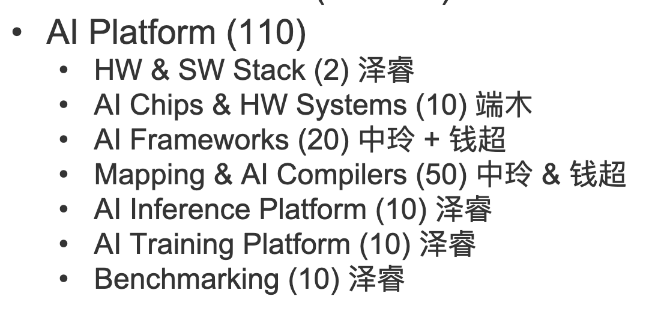 • AI Platform (110)
• HW & SW Stack (2) 泽睿
• AI Chips & HW Systems (10) 端木
• AI Frameworks (20) 中玲 + 钱超
• Mapping & AI Compilers (50) 中玲 & 钱超
• AI Inference Platform (10) 泽睿
• AI Training Platform (10) 泽睿
• Benchmarking (10) 泽睿